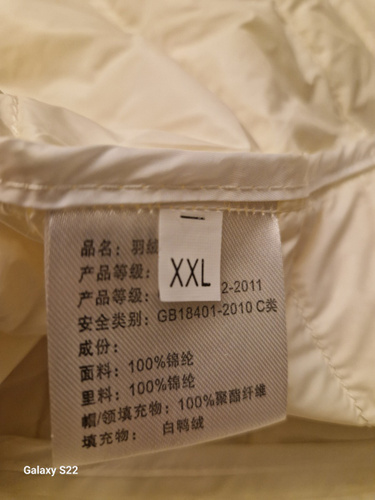 品名：羽绒
产品等级：
产品等级：
XXL
2-2011
安全类别：GB18401-2010 C类
成份：
面料：100%锦纶
里料：100%锦纶
帽/领填充物：100%聚酯纤维
填充物： 白鸭绒
Galaxy S22